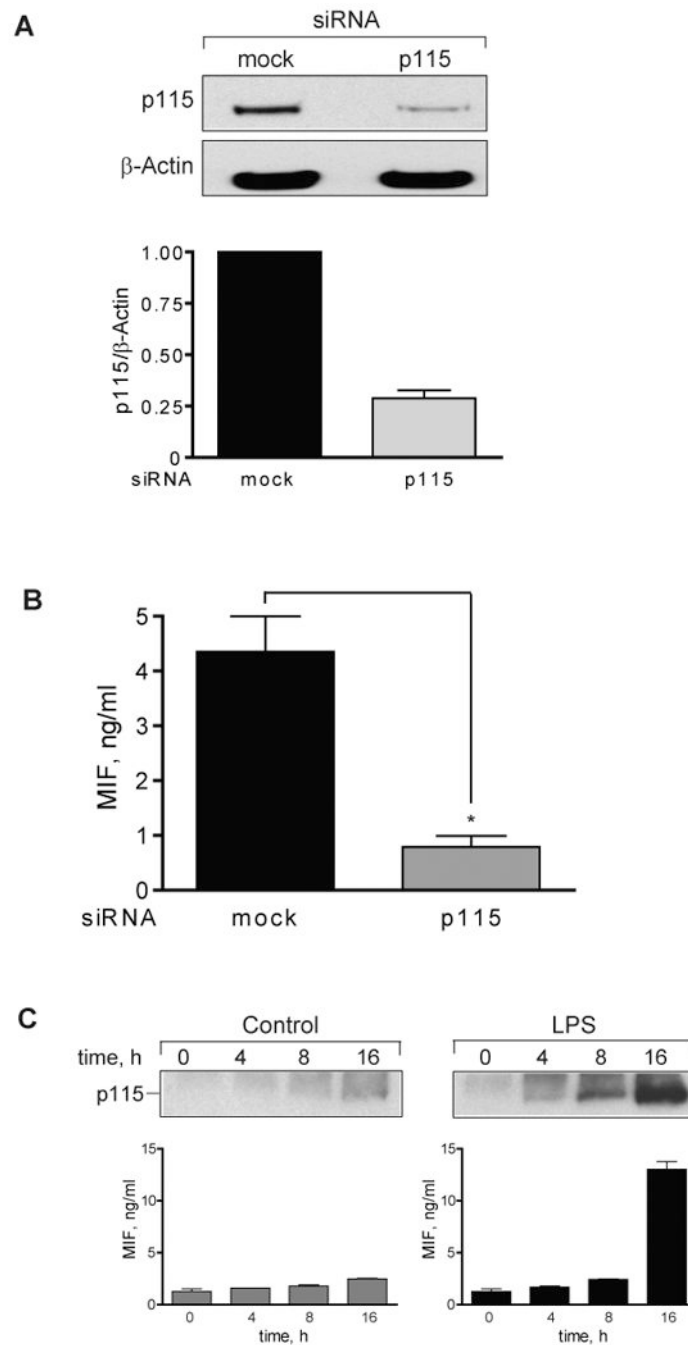 A
siRNA
mock p115
p115
β-Actin
p115/β-Actin
1.00
0.75
0.50
0.25
0
siRNA mock p115
B
MIF, ng/ml
5
4
3
2
1
0
*
siRNA mock p115
C
Control
time, h 0 4 8 16
p115
MIF, ng/ml
15
10
5
0
0 4 8 16
time, h
LPS
0 4 8 16
MIF, ng/ml
15
10
5
0
0 4 8 16
time, h